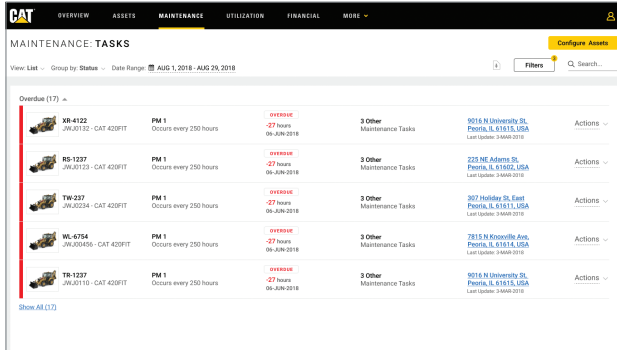 CAT
OVERVIEW ASSETS MAINTENANCE UTILIZATION FINANCIAL MORE
MAINTENANCE: TASKS
Configure Assets
View: List Group by: Status Date Range: AUG 1, 2018 - AUG 29, 2018
Filters
Search...
Overdue (17)
XR-4122 PM 1 OVERDUE 3 Other 9016 N University St,
JWJ0132 - CAT 420FIT Occurs every 250 hours -27 hours Maintenance Tasks Peoria, IL 61615, USA Actions
06-JUN-2018 Last Update: 3-MAR-2018
RS-1237 PM 1 OVERDUE 3 Other 225 NE Adams St,
JWJ0123 - CAT 420FIT Occurs every 250 hours -27 hours Maintenance Tasks Peoria, IL 61602, USA Actions
06-JUN-2018 Last Update: 3-MAR-2018
TW-237 PM 1 OVERDUE 3 Other 307 Holiday St, East
JWJ0234 - CAT 420FIT Occurs every 250 hours -27 hours Maintenance Tasks Peoria, IL 61611, USA Actions
06-JUN-2018 Last Update: 3-MAR-2018
WL-6754 PM 1 OVERDUE 3 Other 7815 N Knoxville Ave,
JWJ00456 - CAT 420FIT Occurs every 250 hours -27 hours Maintenance Tasks Peoria, IL 61614, USA Actions
06-JUN-2018 Last Update: 3-MAR-2018
TR-1237 PM 1 OVERDUE 3 Other 9016 N University St,
JWJ0110 - CAT 420FIT Occurs every 250 hours -27 hours Maintenance Tasks Peoria, IL 61615, USA Actions
06-JUN-2018 Last Update: 3-MAR-2018
Show All (17)